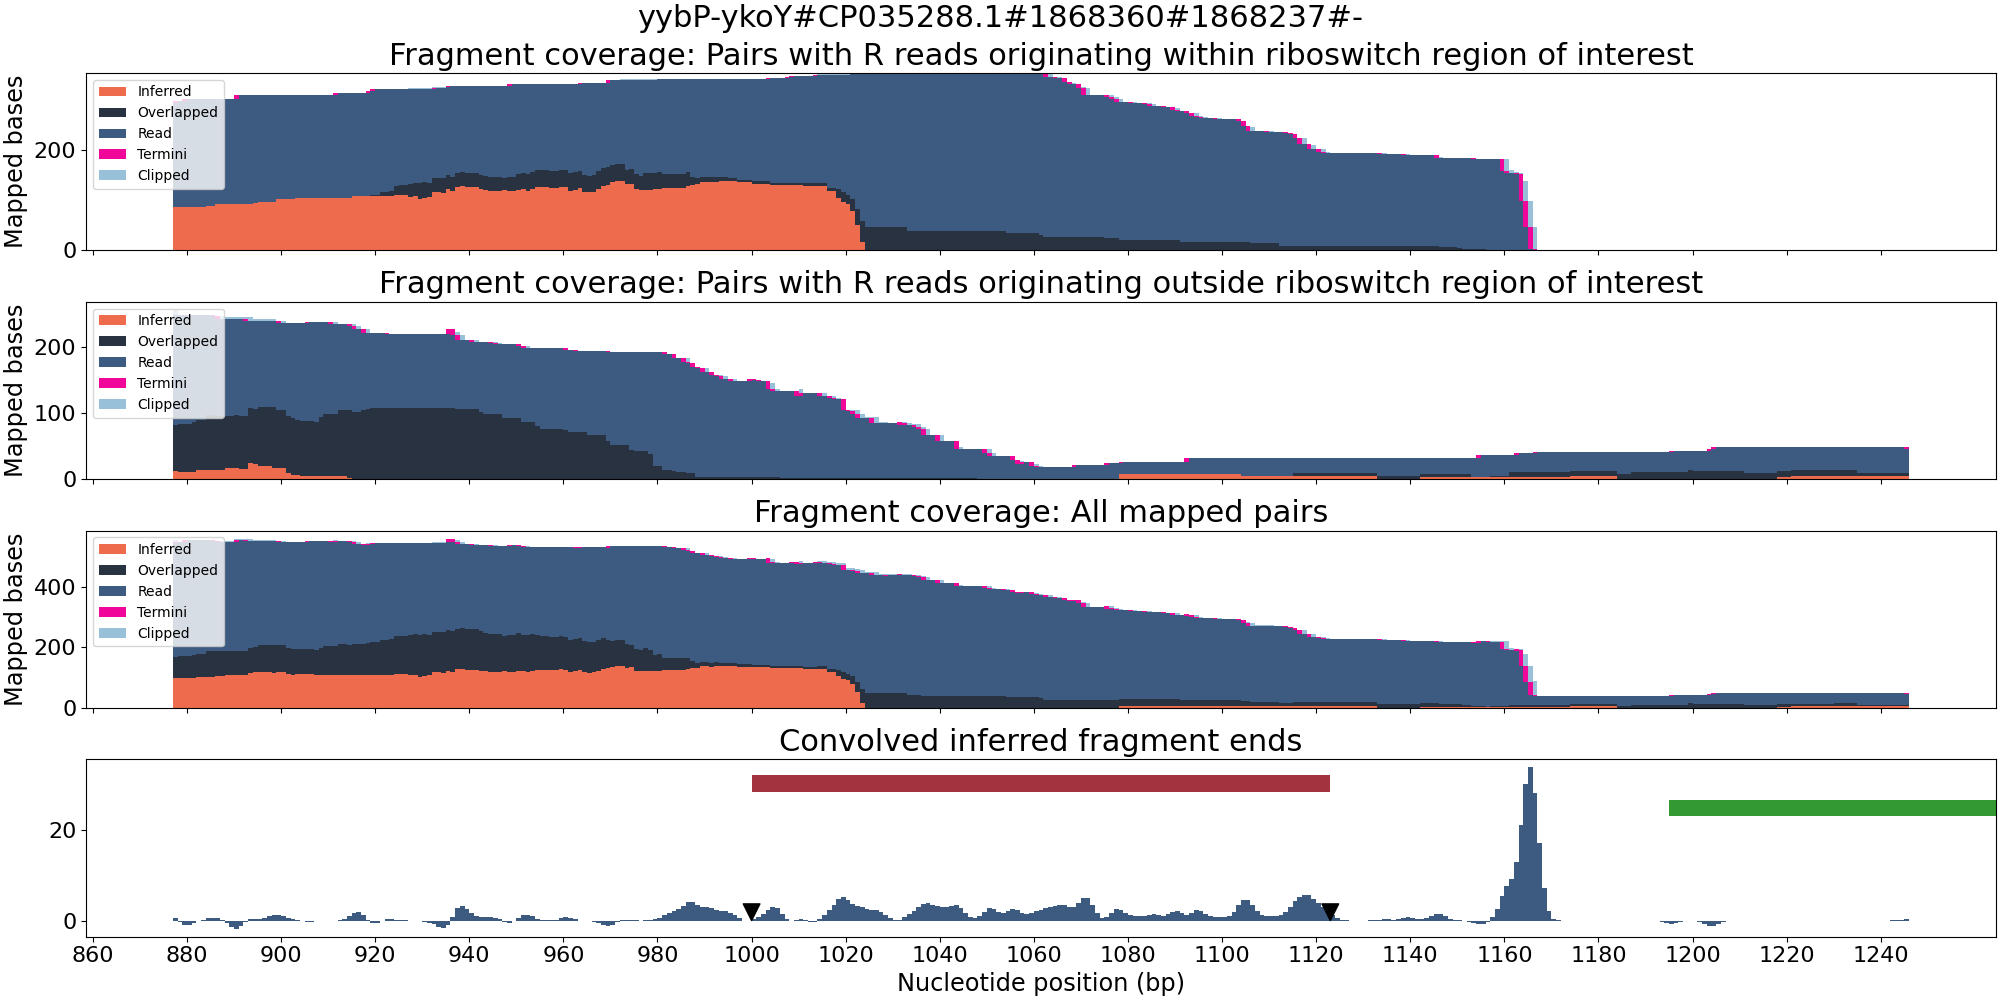 yybP-ykoY#CP035288.1#1868360#1868237#-
Fragment coverage: Pairs with R reads originating within riboswitch region of interest
Mapped bases
200
0
Inferred
Overlapped
Read
Termini
Clipped
Fragment coverage: Pairs with R reads originating outside riboswitch region of interest
Mapped bases
200
100
0
Inferred
Overlapped
Read
Termini
Clipped
Fragment coverage: All mapped pairs
Mapped bases
400
200
0
Inferred
Overlapped
Read
Termini
Clipped
Convolved inferred fragment ends
20
0
860 880 900 920 940 960 980 1000 1020 1040 1060 1080 1100 1120 1140 1160 1180 1200 1220 1240
Nucleotide position (bp)